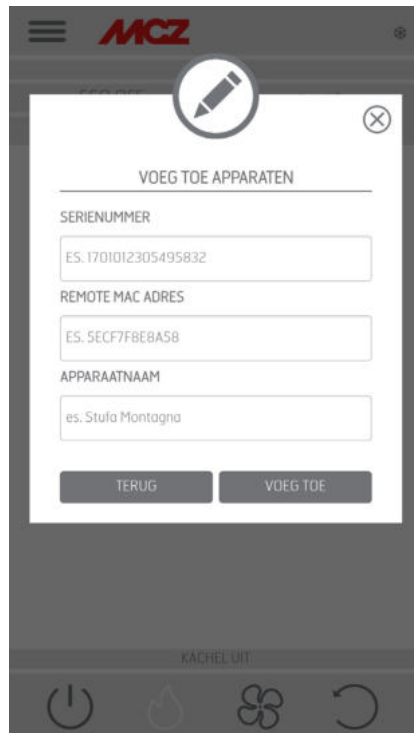 MCZ
VOEG TOE APPARATEN
SERIENUMMER
ES. 1701012305495832
REMOTE MAC ADRES
ES. 5ECF7F8E8A58
APPARAATNAAM
es. Stufa Montagna
TERUG VOEG TOE
KACHEL UIT